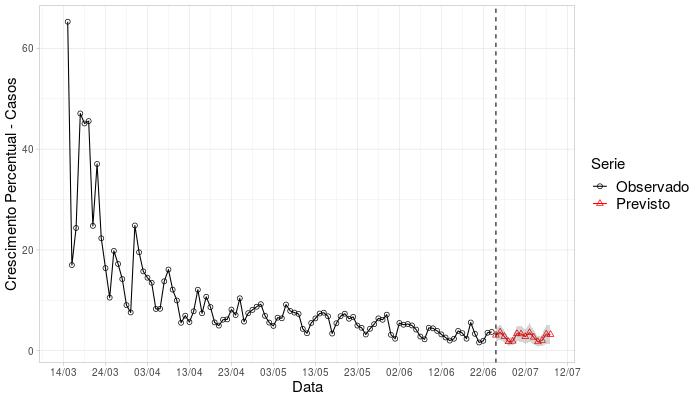 Crescimento Percentual - Casos
60
40
20
0
14/03 24/03 03/04 13/04 23/04 03/05 13/05 23/05 02/06 12/06 22/06 02/07 12/07
Data
Serie
Observado
Previsto